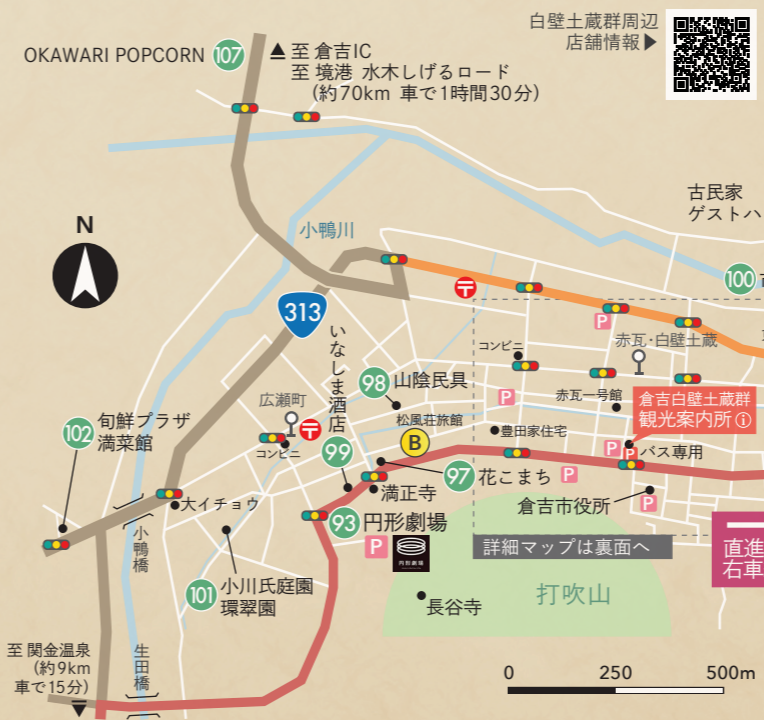 白壁土蔵群周辺
店舗情報▶
OKAWARI POPCORN 107
▲至 倉吉IC
至 境港 水木しげるロード
(約70km 車で1時間30分)
古民家
ゲストハ
N
小鴨川
100
313
〒
P
赤瓦・白壁土蔵
いなしま酒店
コンビニ
98 山陰民具
広瀬町
〒
松風荘旅館
P
赤瓦一号館
倉吉白壁土蔵群
観光案内所ⓘ
102 旬鮮プラザ
満菜館
コンビニ
B
豊田家住宅
P バス専用
99
97 花こまち
P
大イチョウ
満正寺
倉吉市役所
P
小鴨橋
93 円形劇場
P
円形劇場
詳細マップは裏面へ
直進
右車
101 小川氏庭園
環翠園
長谷寺
打吹山
至 関金温泉
(約9km
車で15分)
▼
生田橋
0 250 500m